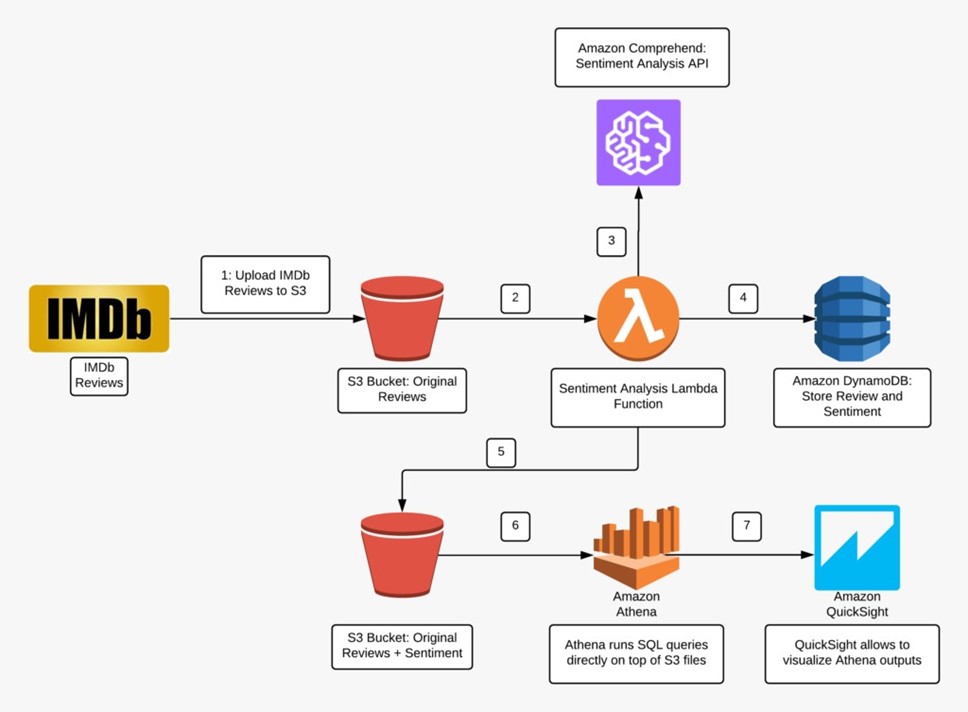 Amazon Comprehend:
Sentiment Analysis API
3
1: Upload IMDb
Reviews to S3
2
4
IMDb
IMDb
Reviews
S3 Bucket: Original
Reviews
Sentiment Analysis Lambda
Function
Amazon DynamoDB:
Store Review and
Sentiment
5
6
7
Amazon
Athena
Amazon
QuickSight
S3 Bucket: Original
Reviews + Sentiment
Athena runs SQL queries
directly on top of S3 files
QuickSight allows to
visualize Athena outputs